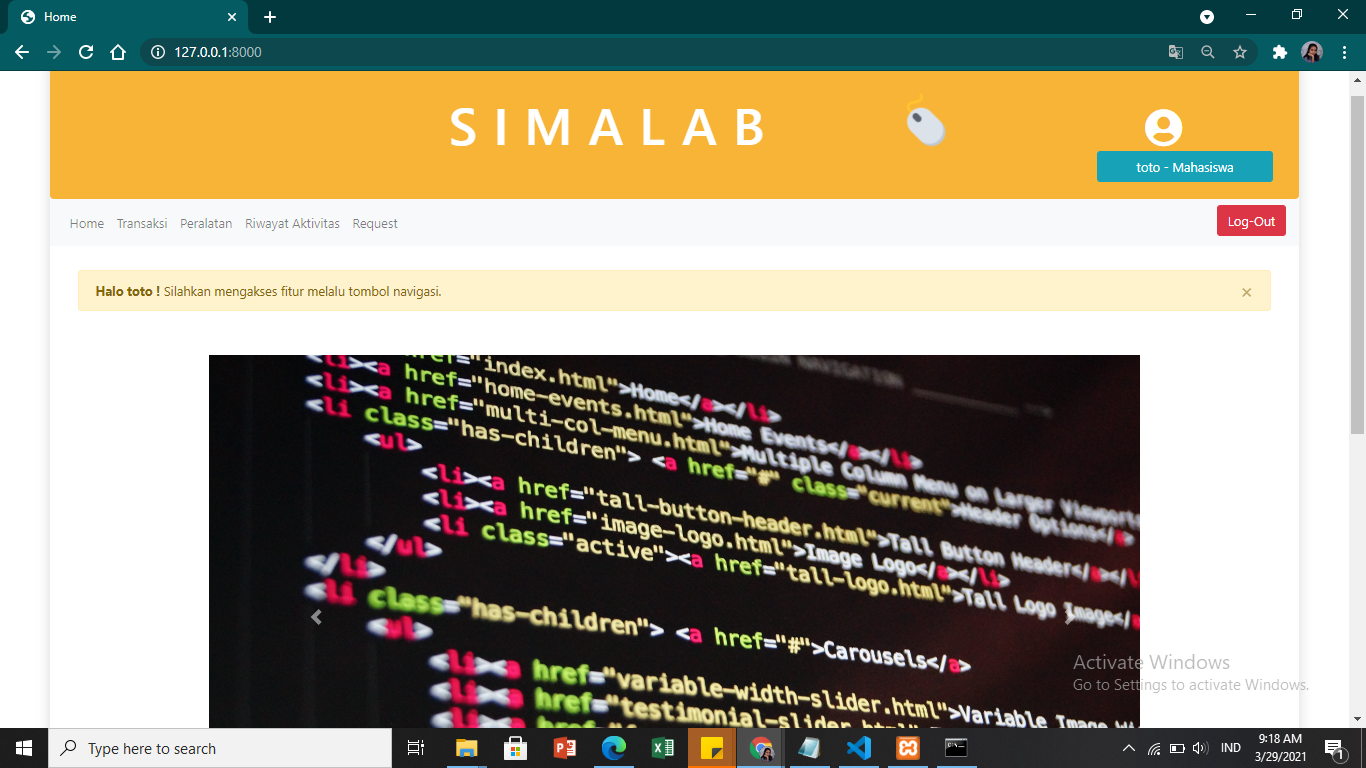 Home
127.0.0.1:8000
SIMALAB
toto - Mahasiswa
Home Transaksi Peralatan Riwayat Aktivitas Request
Log-Out
Halo toto ! Silahkan mengakses fitur melalu tombol navigasi.
<li><a href="index.html">Home</a></li>
<li><a href="home-events.html">Home Events</a></li>
<li><a href="multi-col-menu.html">Multiple Column Menu on Larger Viewports
<li class="has-children"> <a href="#" class="current">Header Options</a>
<ul>
<li><a href="tall-button-header.html">Tall Button Header</a></li>
<li><a href="image-logo.html">Image Logo</a></li>
<li class="active"><a href="tall-logo.html">Tall Logo Image</a>
</ul>
</li>
<li class="has-children"> <a href="#">Carousels</a>
<ul>
<li><a href="variable-width-slider.html">Variable Image
<li><a href="testimonial-slider.html"
Activate Windows
Go to Settings to activate Windows.
Type here to search
IND
9:18 AM
3/29/2021
1